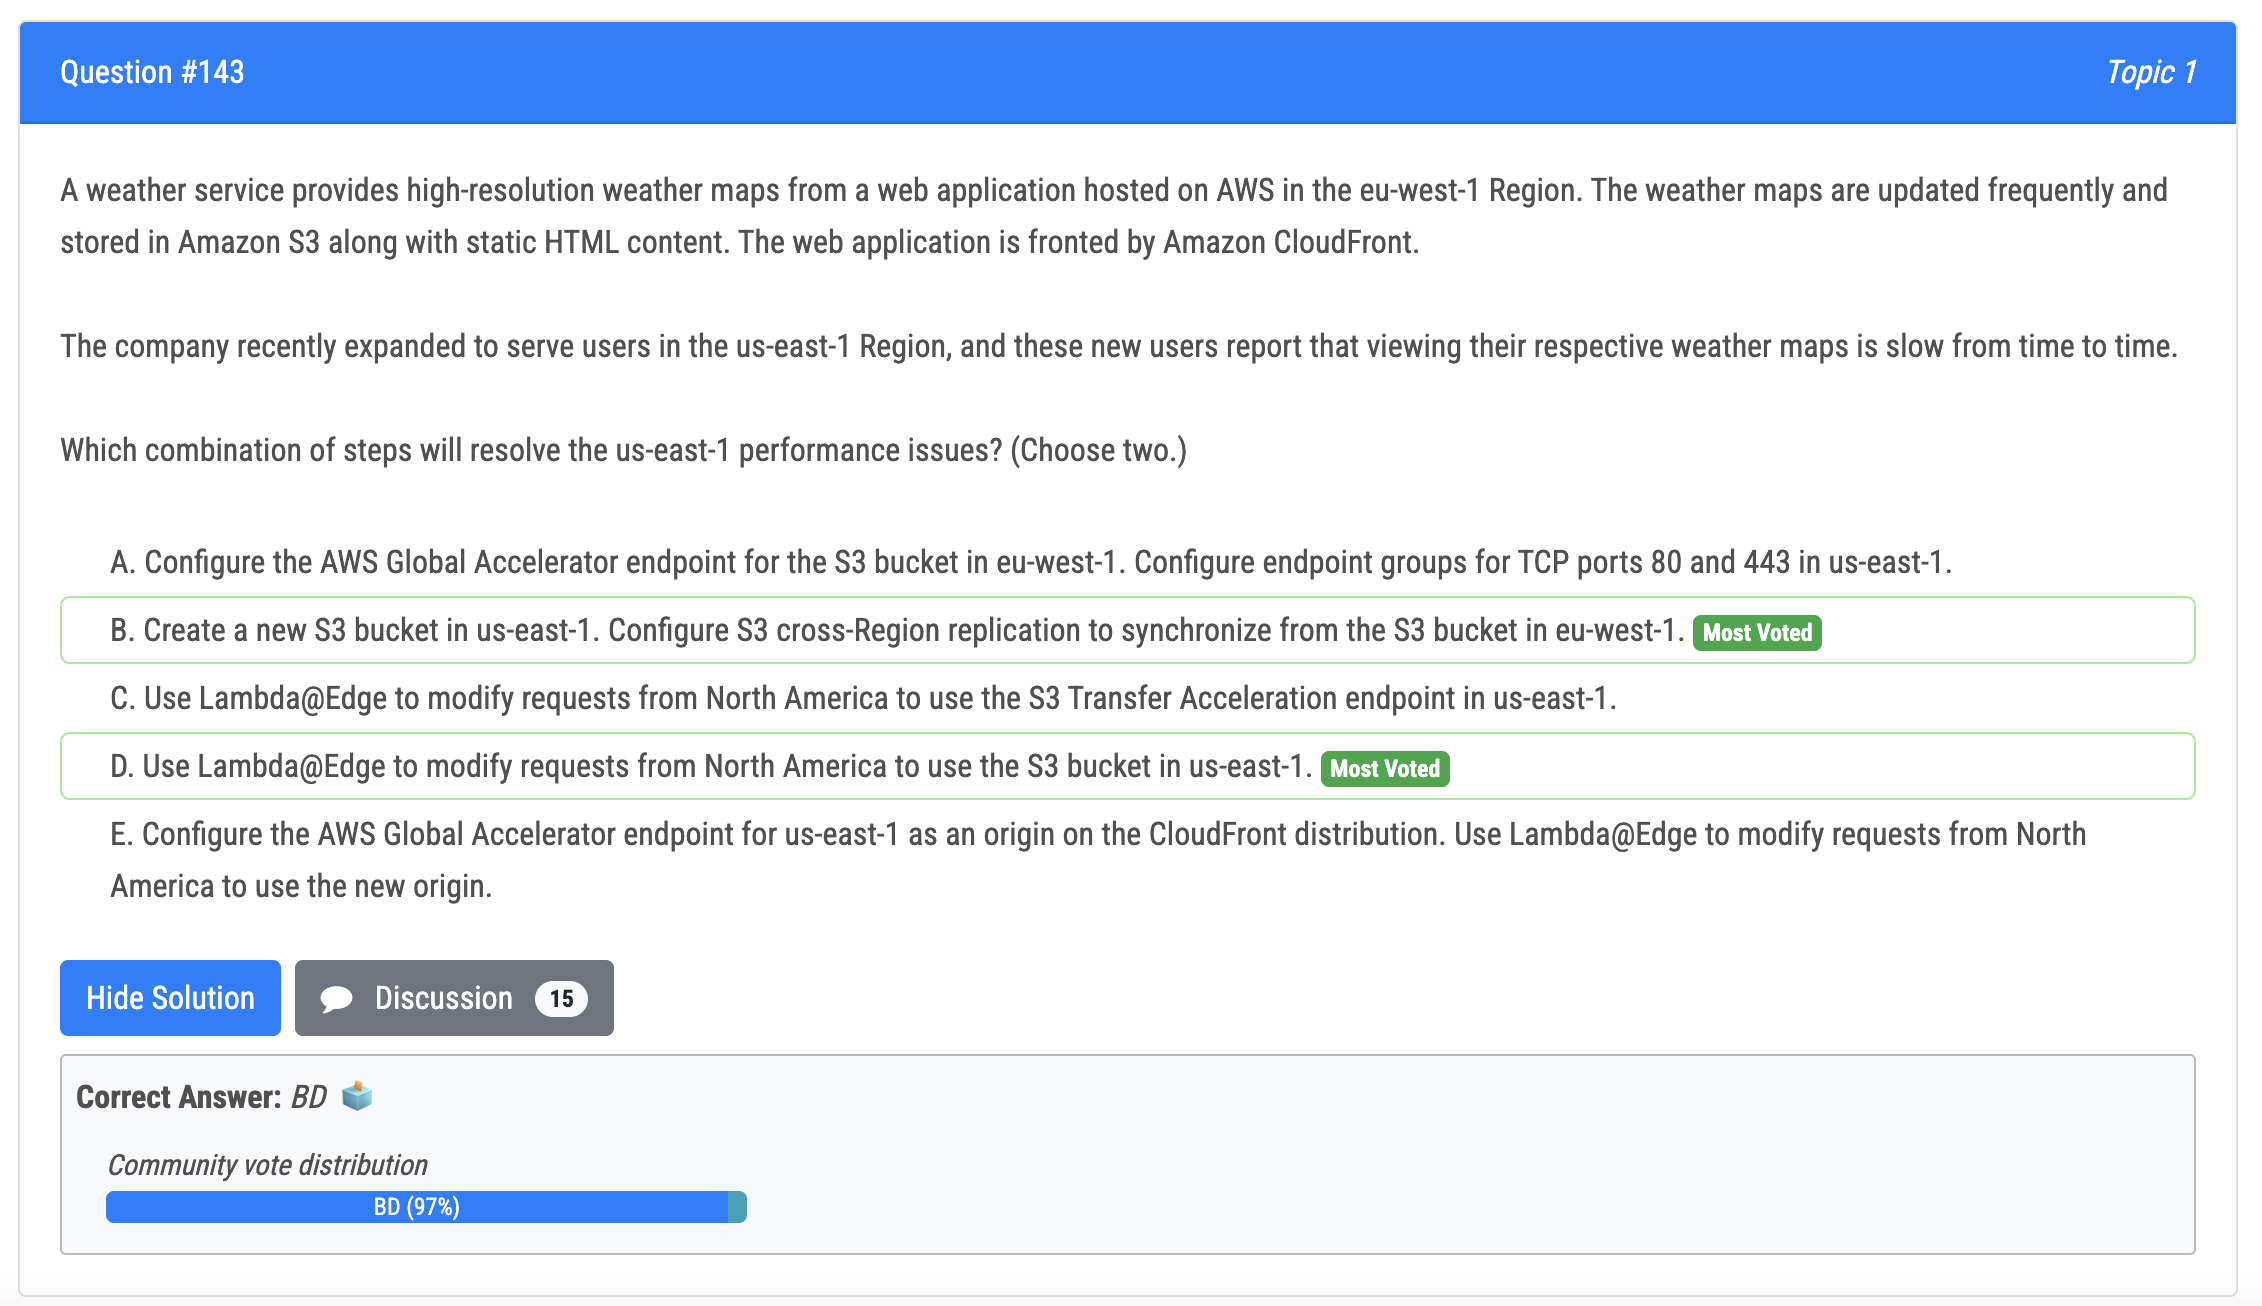 Question #143
Topic 1
A weather service provides high-resolution weather maps from a web application hosted on AWS in the eu-west-1 Region. The weather maps are updated frequently and
stored in Amazon S3 along with static HTML content. The web application is fronted by Amazon CloudFront.
The company recently expanded to serve users in the us-east-1 Region, and these new users report that viewing their respective weather maps is slow from time to time.
Which combination of steps will resolve the us-east-1 performance issues? (Choose two.)
A. Configure the AWS Global Accelerator endpoint for the S3 bucket in eu-west-1. Configure endpoint groups for TCP ports 80 and 443 in us-east-1.
B. Create a new S3 bucket in us-east-1. Configure S3 cross-Region replication to synchronize from the S3 bucket in eu-west-1. Most Voted
C. Use Lambda@Edge to modify requests from North America to use the S3 Transfer Acceleration endpoint in us-east-1.
D. Use Lambda@Edge to modify requests from North America to use the S3 bucket in us-east-1. Most Voted
E. Configure the AWS Global Accelerator endpoint for us-east-1 as an origin on the CloudFront distribution. Use Lambda@Edge to modify requests from North
America to use the new origin.
Hide Solution
Discussion 15
Correct Answer: BD
Community vote distribution
BD (97%)